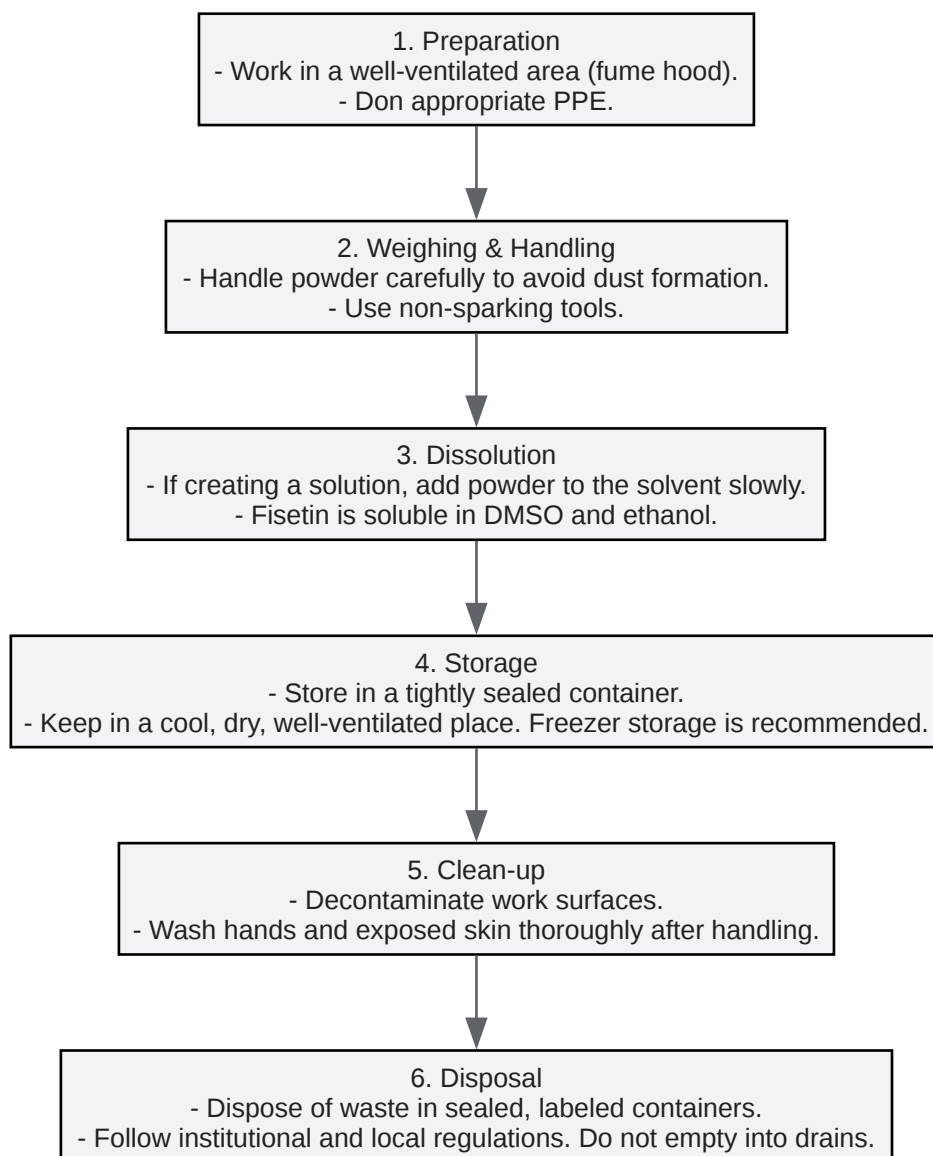 1. Preparation
- Work in a well-ventilated area (fume hood).
- Don appropriate PPE.
2. Weighing & Handling
- Handle powder carefully to avoid dust formation.
- Use non-sparking tools.
3. Dissolution
- If creating a solution, add powder to the solvent slowly.
- Fisetin is soluble in DMSO and ethanol.
4. Storage
- Store in a tightly sealed container.
- Keep in a cool, dry, well-ventilated place. Freezer storage is recommended.
5. Clean-up
- Decontaminate work surfaces.
- Wash hands and exposed skin thoroughly after handling.
6. Disposal
- Dispose of waste in sealed, labeled containers.
- Follow institutional and local regulations. Do not empty into drains.